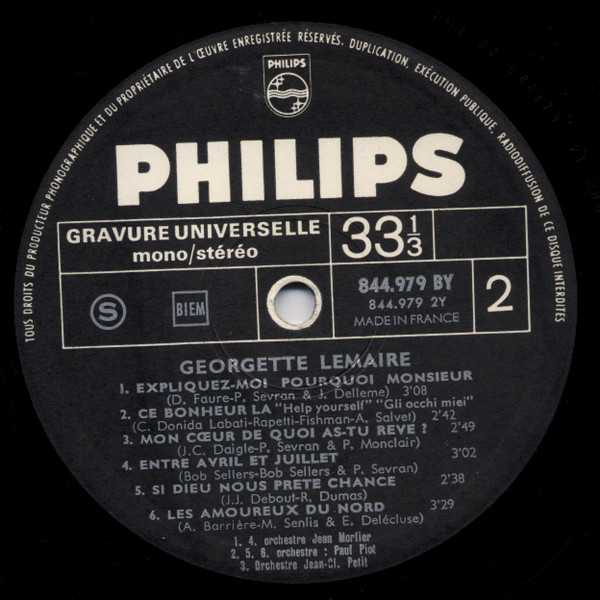 TOUS DROITS DU PRODUCTEUR PHONOGRAPHIQUE ET DU PROPRIÉTAIRE DE L'ŒUVRE ENREGISTRÉE RÉSERVÉS. DUPLICATION, EXÉCUTION PUBLIQUE, RADIODIFFUSION DE CE DISQUE INTERDITES
PHILIPS
PHILIPS
GRAVURE UNIVERSELLE
mono/stéréo
33 1/3
S
BIEM
844.979 BY
844.979 2Y
MADE IN FRANCE
2
GEORGETTE LEMAIRE
1. EXPLIQUEZ-MOI POURQUOI MONSIEUR
(D. Faure-P. Sevran & J. Delleme) 3'08
2. CE BONHEUR LA "Help yourself" "Gli occhi miei"
(C. Donida Labati-Rapetti-Fishman-A. Salvet) 2'42
3. MON CŒUR DE QUOI AS-TU REVE ? 2'49
(J.C. Daigle-P. Sevran & P. Monclair)
4. ENTRE AVRIL ET JUILLET 3'02
(Bob Sellers-Bob Sellers & P. Sevran)
5. SI DIEU NOUS PRETE CHANCE 2'38
(J.J. Debout-R. Dumas)
6. LES AMOUREUX DU NORD 3'29
(A. Barrière-M. Senlis & E. Delécluse)
1. 4. orchestre Jean Morlier
2. 5. 6. orchestre : Paul Piot
3. Orchestre Jean-Cl. Petit